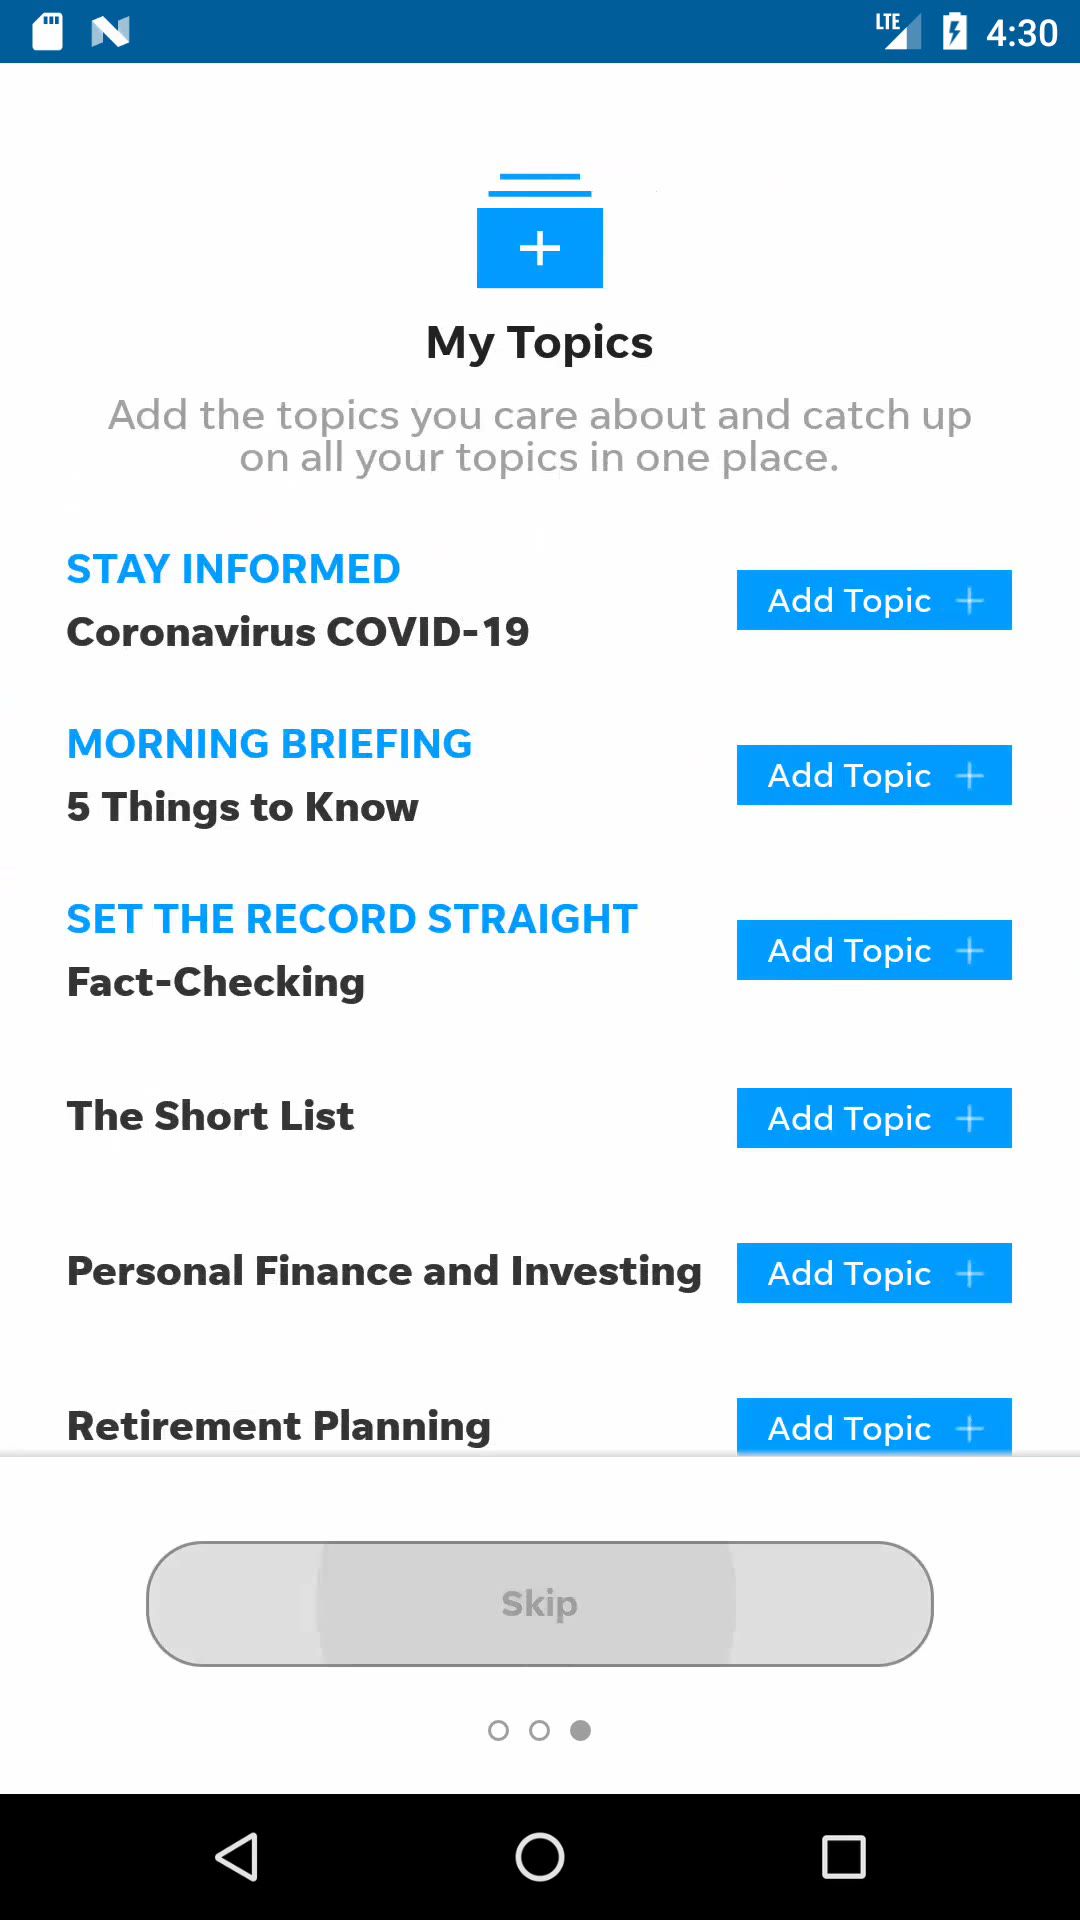 LTE 4:30
My Topics
Add the topics you care about and catch up
on all your topics in one place.
STAY INFORMED
Coronavirus COVID-19
Add Topic +
MORNING BRIEFING
5 Things to Know
Add Topic +
SET THE RECORD STRAIGHT
Fact-Checking
Add Topic +
The Short List
Add Topic +
Personal Finance and Investing
Add Topic +
Retirement Planning
Add Topic +
Skip